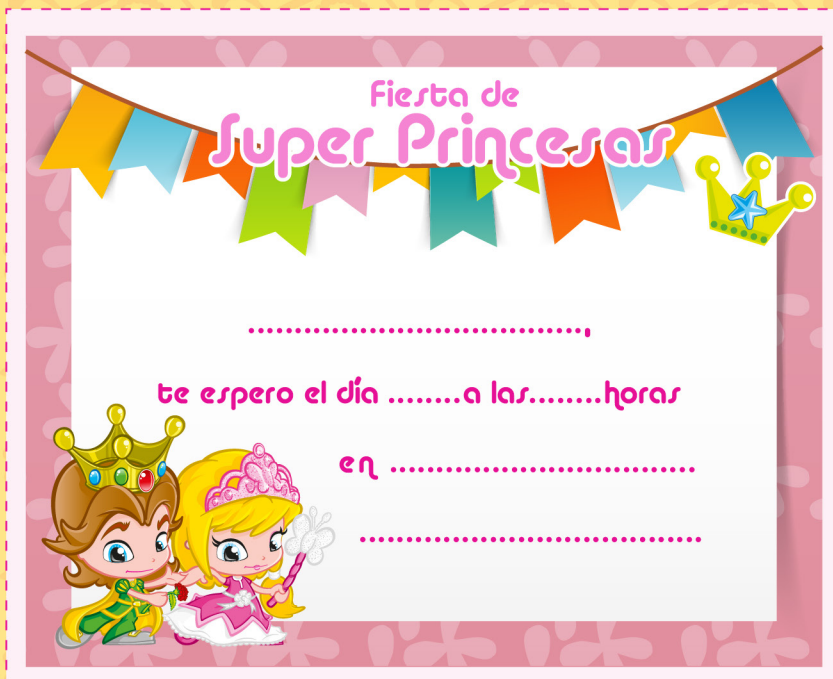 Fiesta de
Super Princesas
...................................,
te espero el día ........a las........horas
en .................................
.....................................